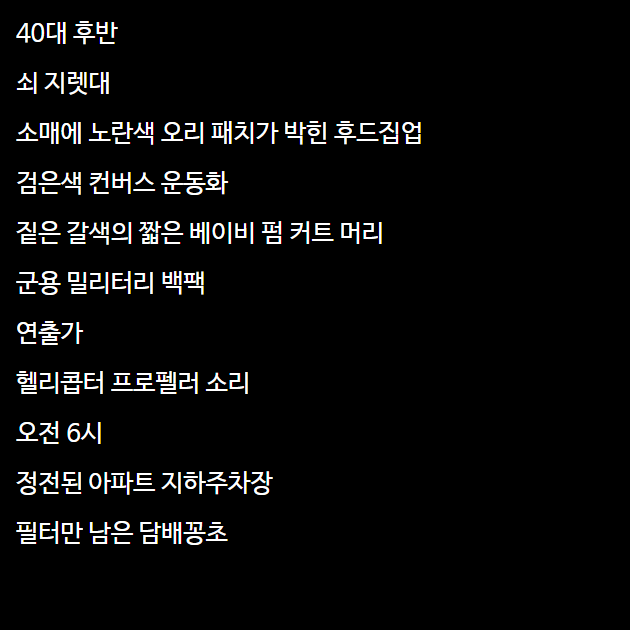 40대 후반
쇠 지렛대
소매에 노란색 오리 패치가 박힌 후드집업
검은색 컨버스 운동화
짙은 갈색의 짧은 베이비 펌 커트 머리
군용 밀리터리 백팩
연출가
헬리콥터 프로펠러 소리
오전 6시
정전된 아파트 지하주차장
필터만 남은 담배꽁초